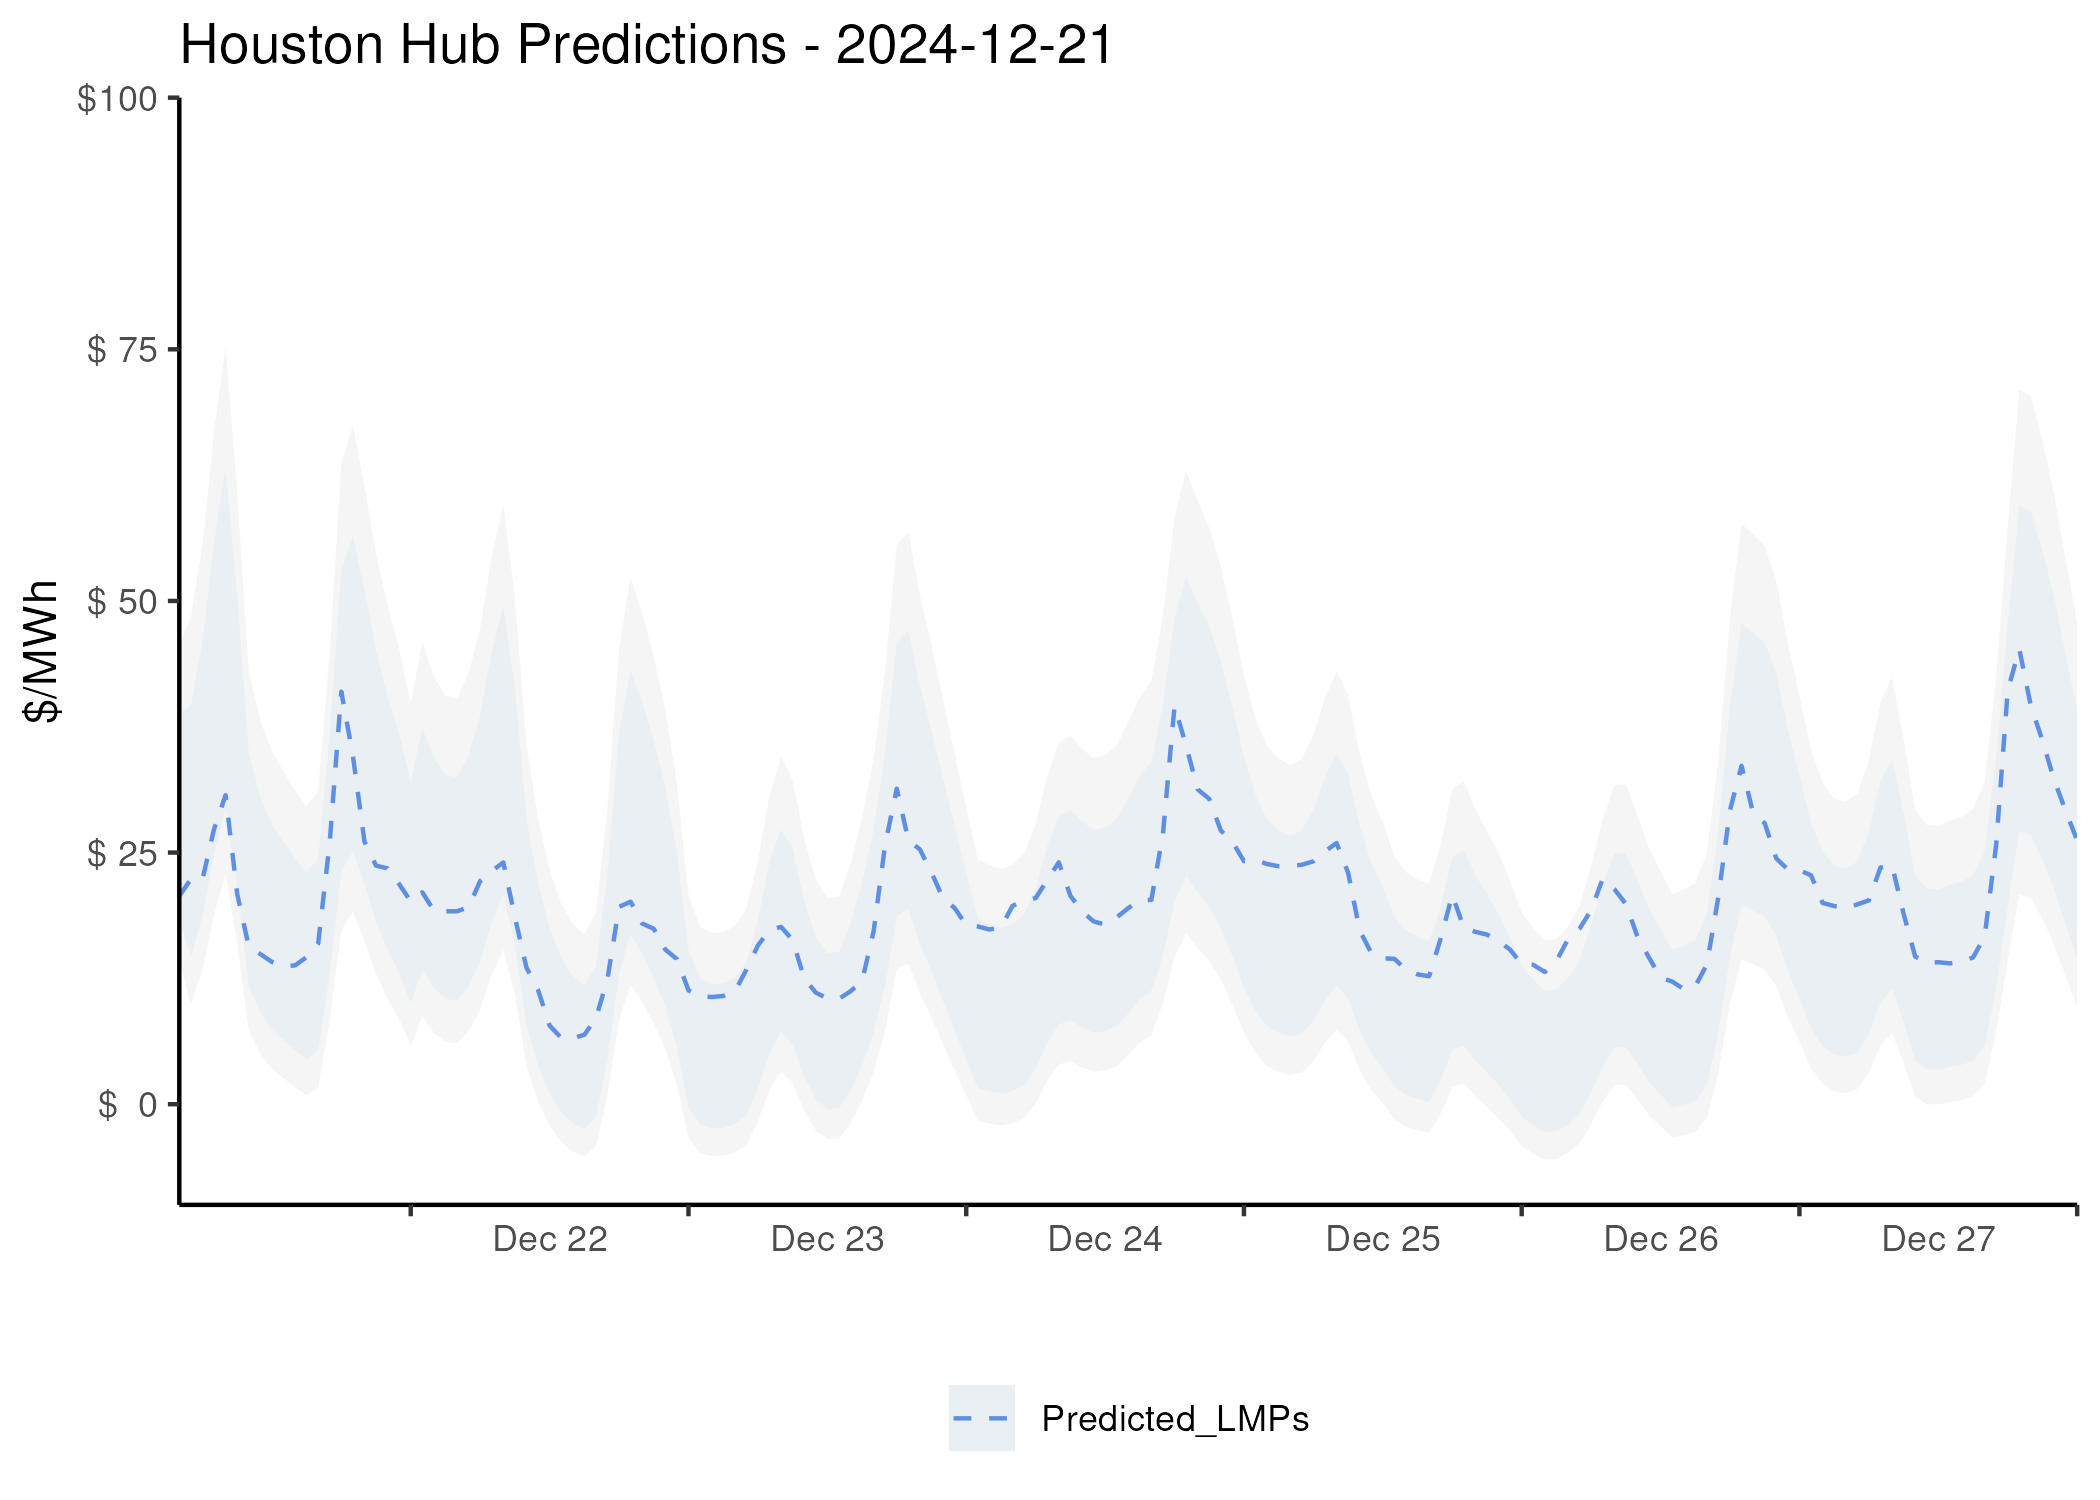 Houston Hub Predictions - 2024-12-21
$100
$ 75
$ 50
$ 25
$  0
$/MWh
Dec 22 Dec 23 Dec 24 Dec 25 Dec 26 Dec 27
Predicted_LMPs